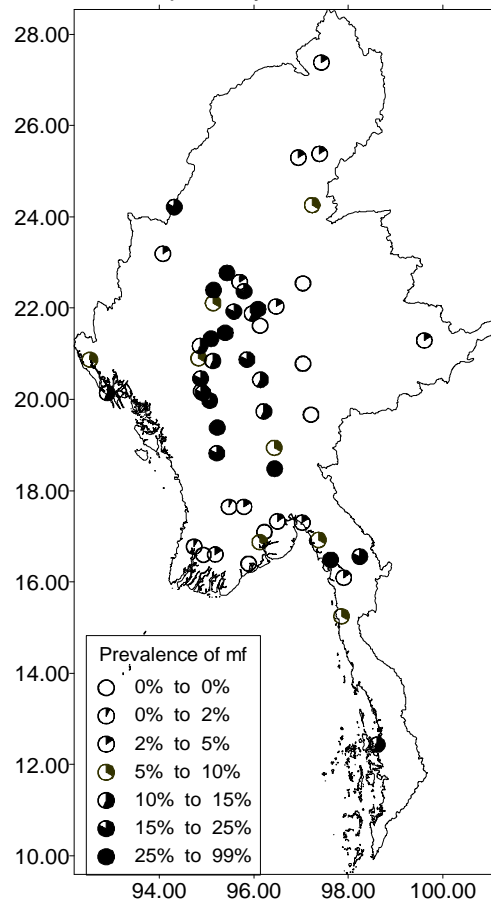 28.00
26.00
24.00
22.00
20.00
18.00
16.00
14.00
12.00
10.00
Prevalence of mf
0% to 0%
0% to 2%
2% to 5%
5% to 10%
10% to 15%
15% to 25%
25% to 99%
94.00 96.00 98.00 100.00